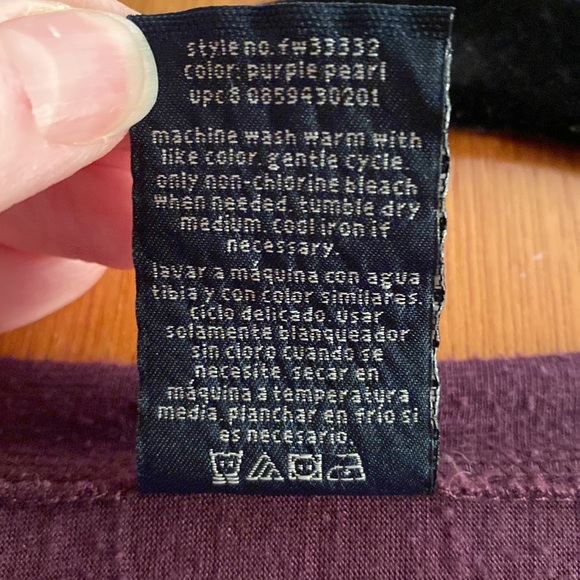 style no. fw33332
color: purple pearl
upc 8 0859430201
machine wash warm with
like color. gentle cycle.
only non-chlorine bleach
when needed. tumble dry
medium. cool iron if
necessary.
lavar a máquina con agua
tibia y con color similares.
ciclo delicado. usar
solamente blanqueador
sin cloro cuando se
necesite. secar en
máquina a temperatura
media. planchar en frío si
es necesario.